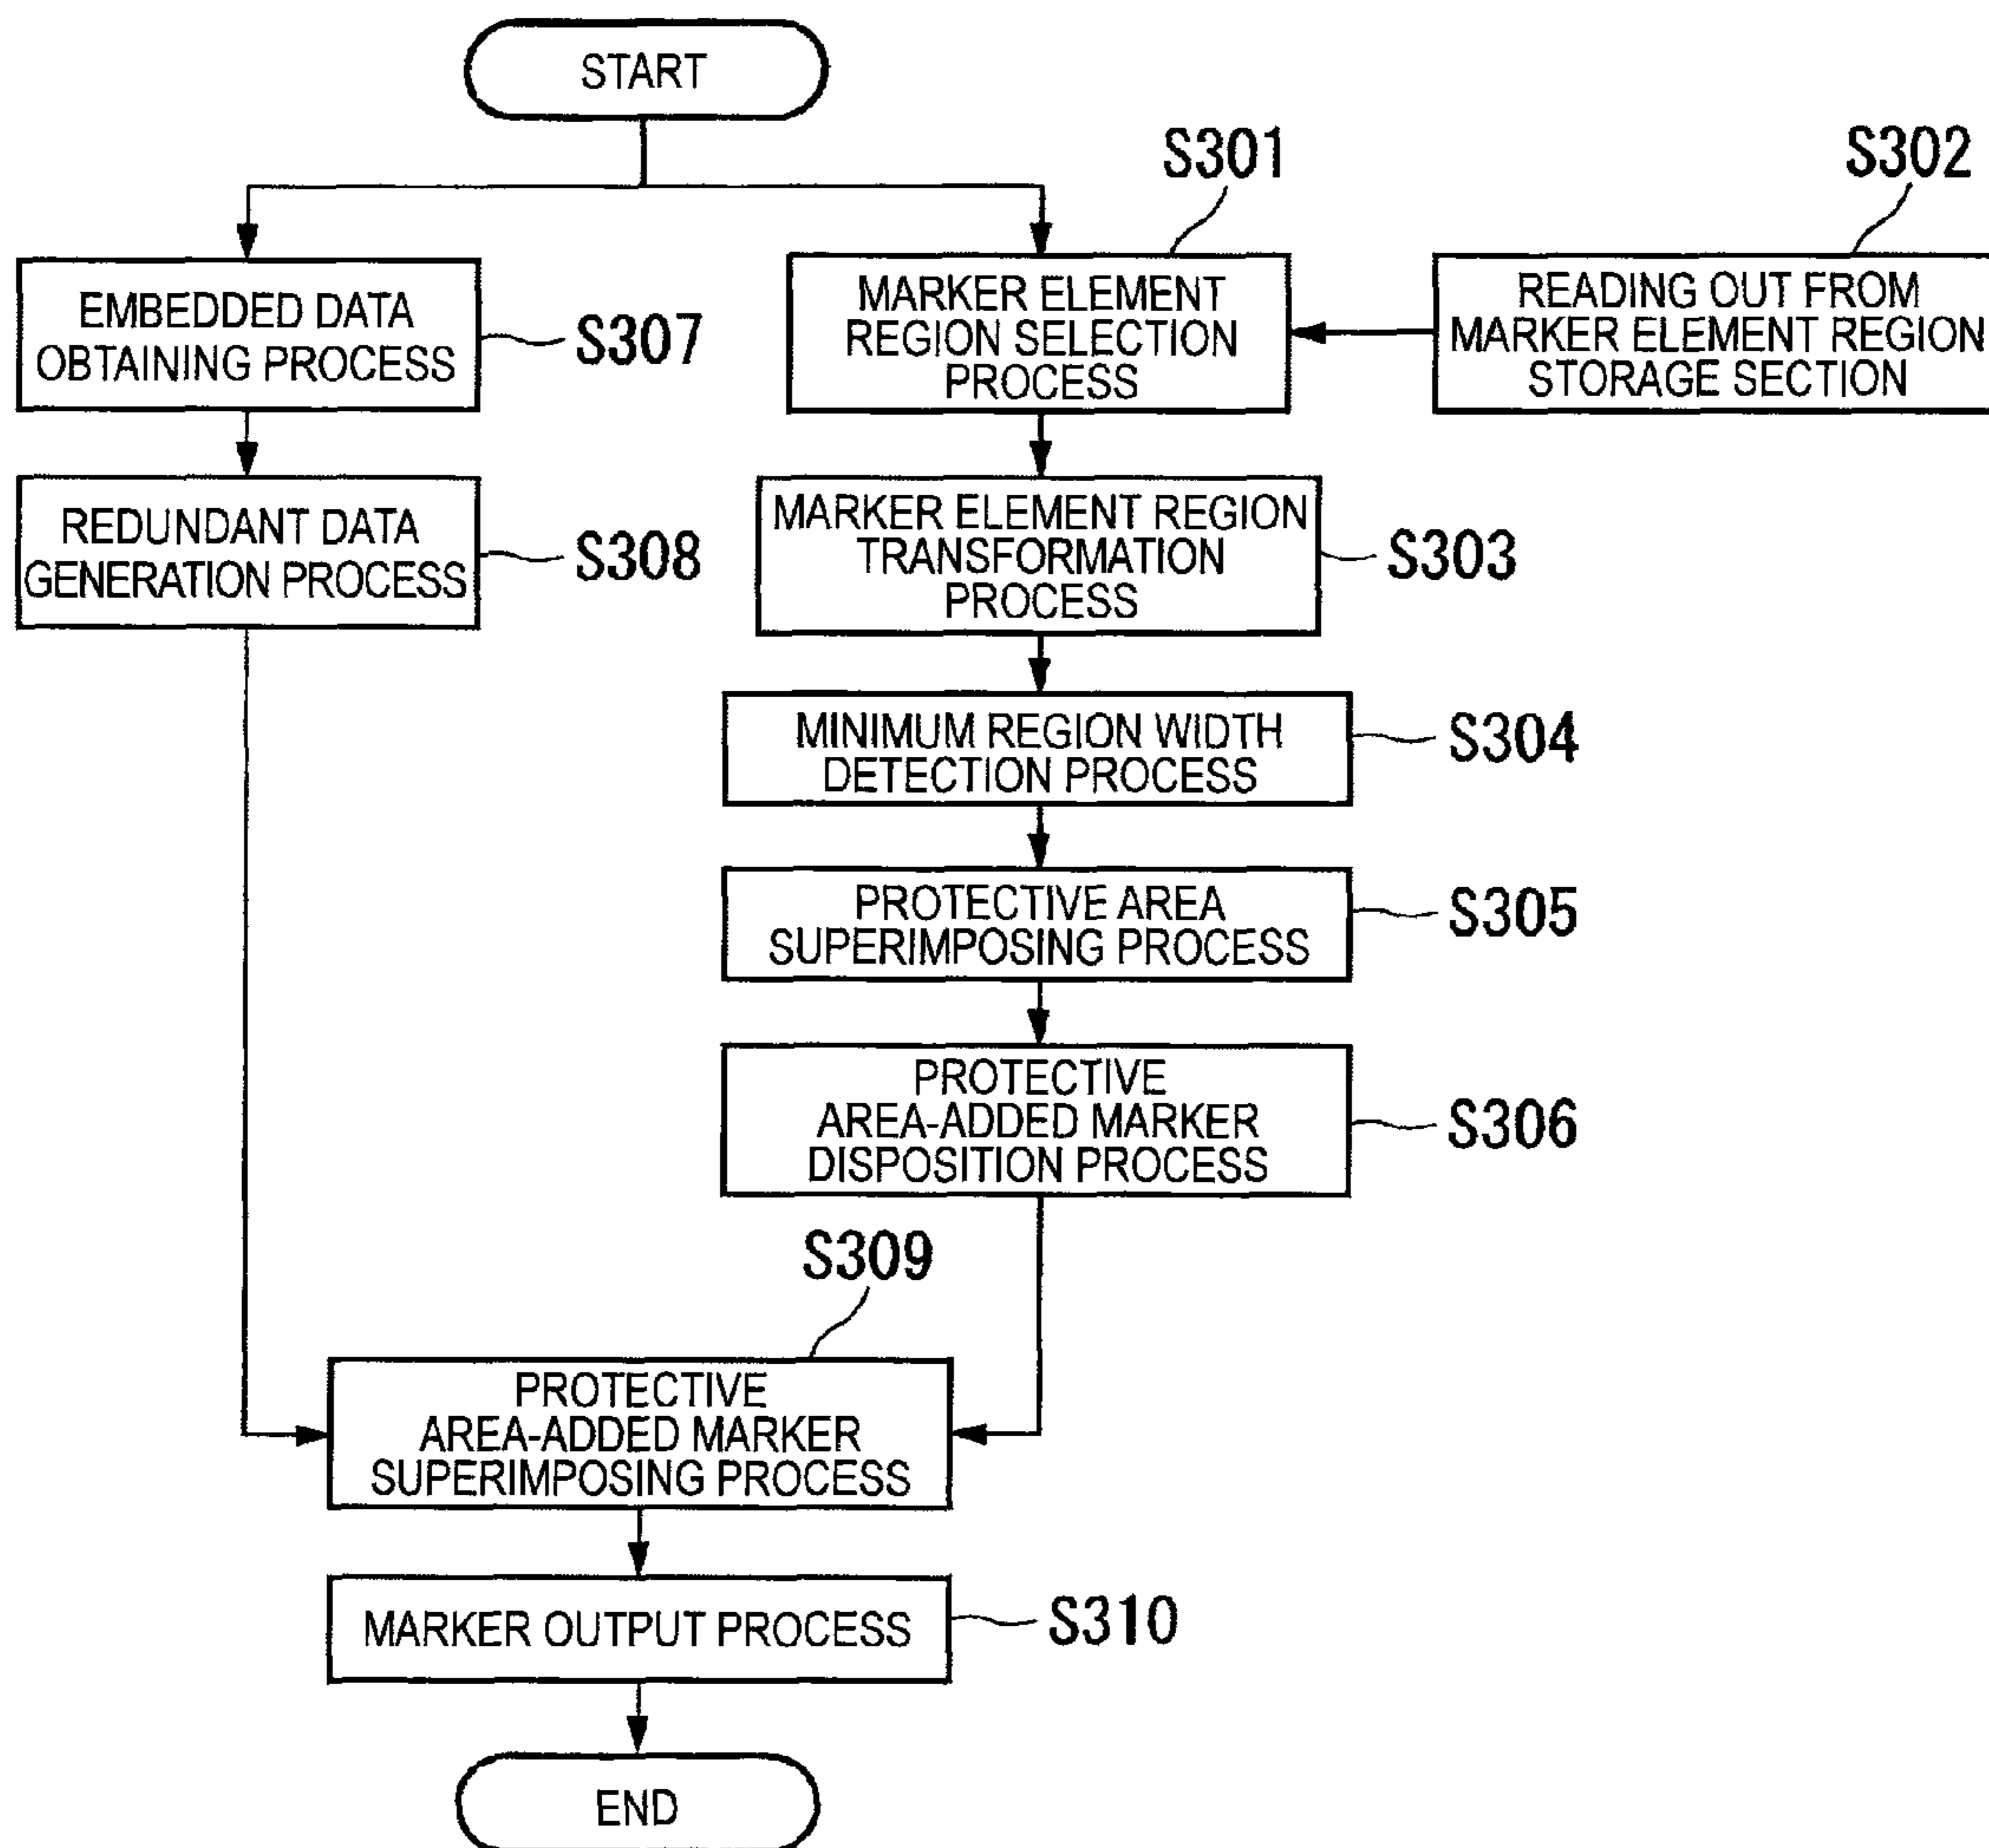 START
S301
S302
EMBEDDED DATA
OBTAINING PROCESS
S307
MARKER ELEMENT
REGION SELECTION
PROCESS
READING OUT FROM
MARKER ELEMENT REGION
STORAGE SECTION
REDUNDANT DATA
GENERATION PROCESS
S308
MARKER ELEMENT REGION
TRANSFORMATION
PROCESS
S303
MINIMUM REGION WIDTH
DETECTION PROCESS
S304
PROTECTIVE AREA
SUPERIMPOSING PROCESS
S305
PROTECTIVE
AREA-ADDED MARKER
DISPOSITION PROCESS
S306
S309
PROTECTIVE
AREA-ADDED MARKER
SUPERIMPOSING PROCESS
MARKER OUTPUT PROCESS
S310
END